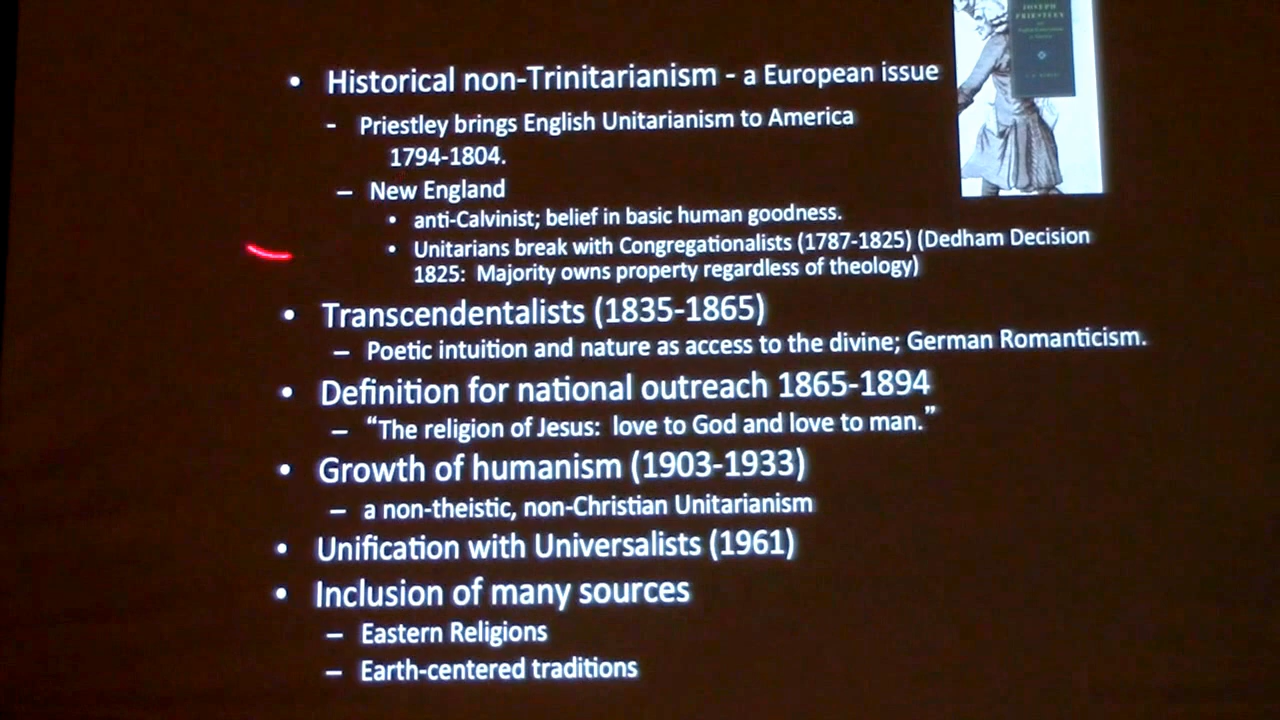 JOSEPH
PRIESTLEY
• Historical non-Trinitarianism - a European issue
- Priestley brings English Unitarianism to America
1794-1804.
– New England
• anti-Calvinist; belief in basic human goodness.
• Unitarians break with Congregationalists (1787-1825) (Dedham Decision
1825: Majority owns property regardless of theology)
• Transcendentalists (1835-1865)
– Poetic intuition and nature as access to the divine; German Romanticism.
• Definition for national outreach 1865-1894
– “The religion of Jesus: love to God and love to man.”
• Growth of humanism (1903-1933)
– a non-theistic, non-Christian Unitarianism
• Unification with Universalists (1961)
• Inclusion of many sources
– Eastern Religions
– Earth-centered traditions